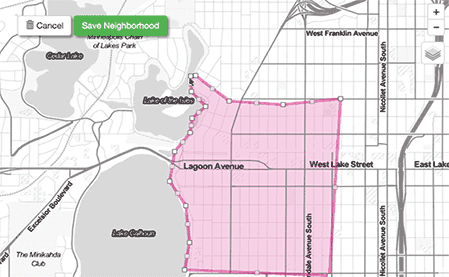 Cancel
Save Neighborhood
+
−
Minneapolis Chain
of Lakes Park
Cedar Lake
Lake of the Isles
West Franklin Avenue
Nicollet Avenue South
Lagoon Avenue
West Lake Street
East Lake
Excelsior Boulevard
Lake Calhoun
The Minikahda
Club
dale Avenue South
Nicollet Avenue South